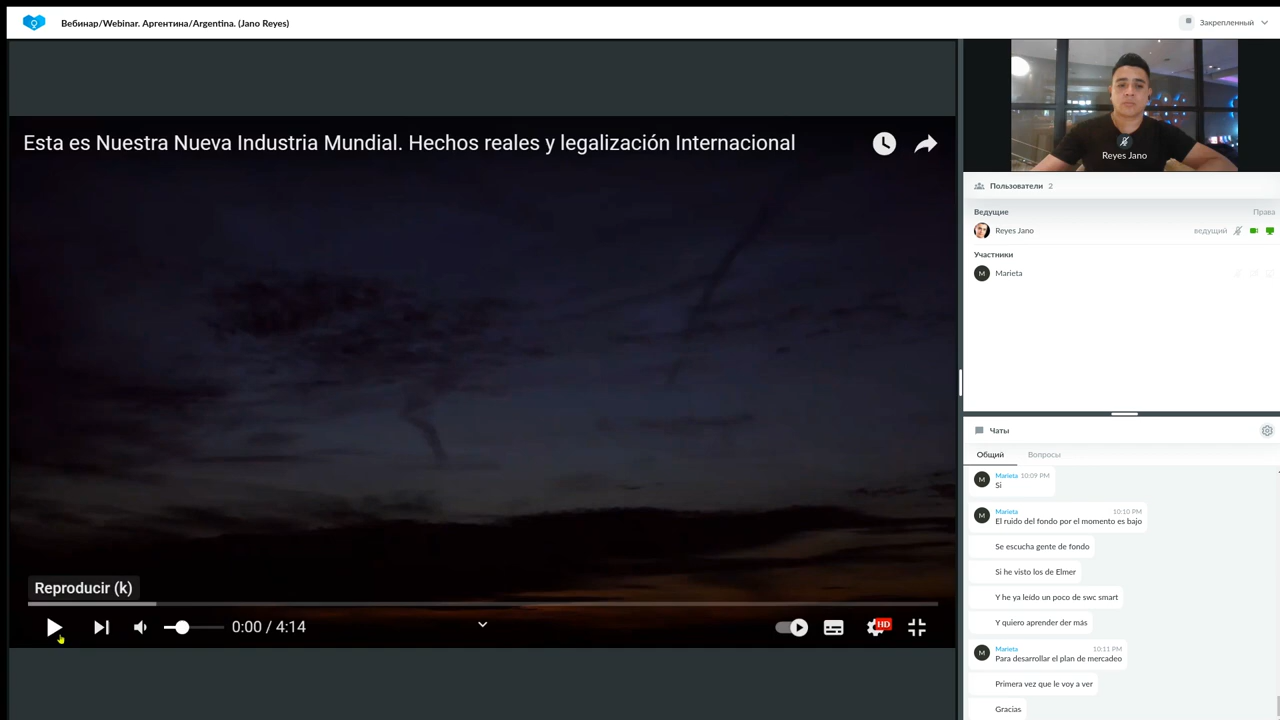 Вебинар/Webinar. Аргентина/Argentina. (Jano Reyes)
Закрепленный
Esta es Nuestra Nueva Industria Mundial. Hechos reales y legalización Internacional
Reproducir (k)
0:00 / 4:14
HD
Reyes Jano
Пользователи 2
Ведущие Права
Reyes Jano ведущий
Участники
M Marieta
Чаты
Общий Вопросы
M Marieta 10:09 PM
Si
M Marieta 10:10 PM
El ruido del fondo por el momento es bajo
Se escucha gente de fondo
Si he visto los de Elmer
Y he ya leído un poco de swc smart
Y quiero aprender der más
M Marieta 10:11 PM
Para desarrollar el plan de mercadeo
Primera vez que le voy a ver
Gracias